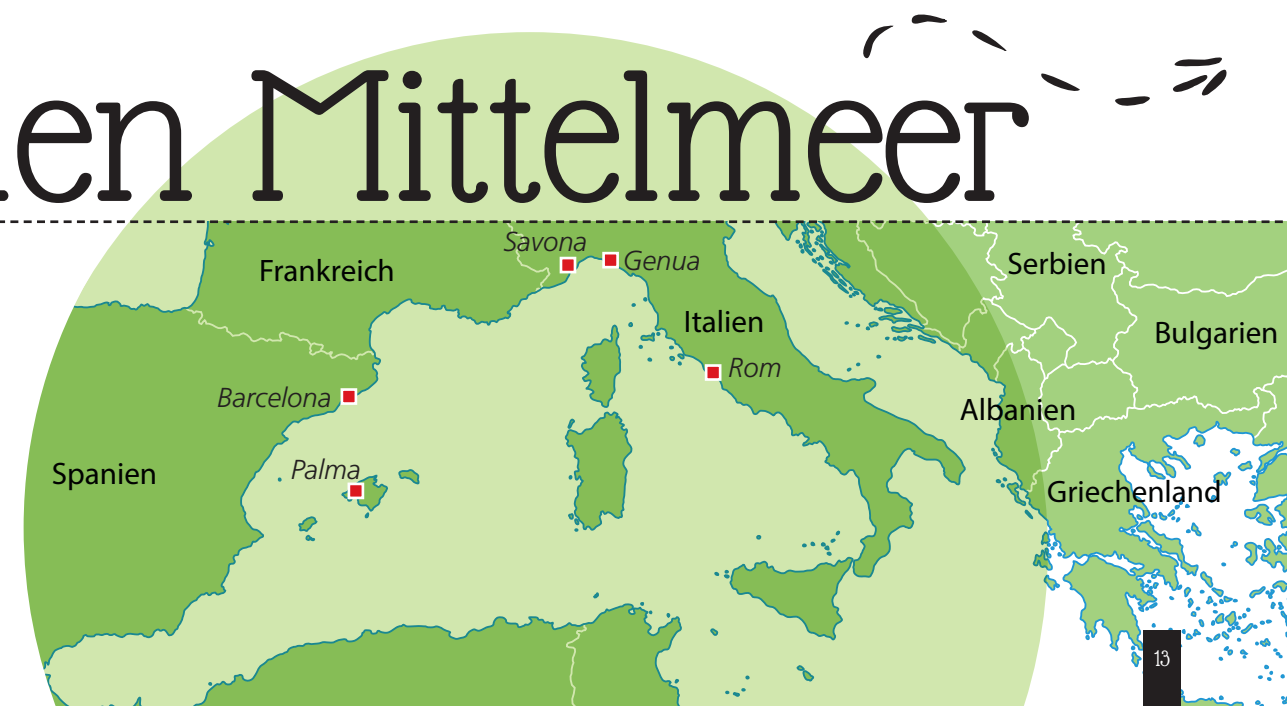 en Mittelmeer
Savona
Genua
Frankreich
Serbien
Italien
Bulgarien
Rom
Barcelona
Albanien
Palma
Spanien
Griechenland
13